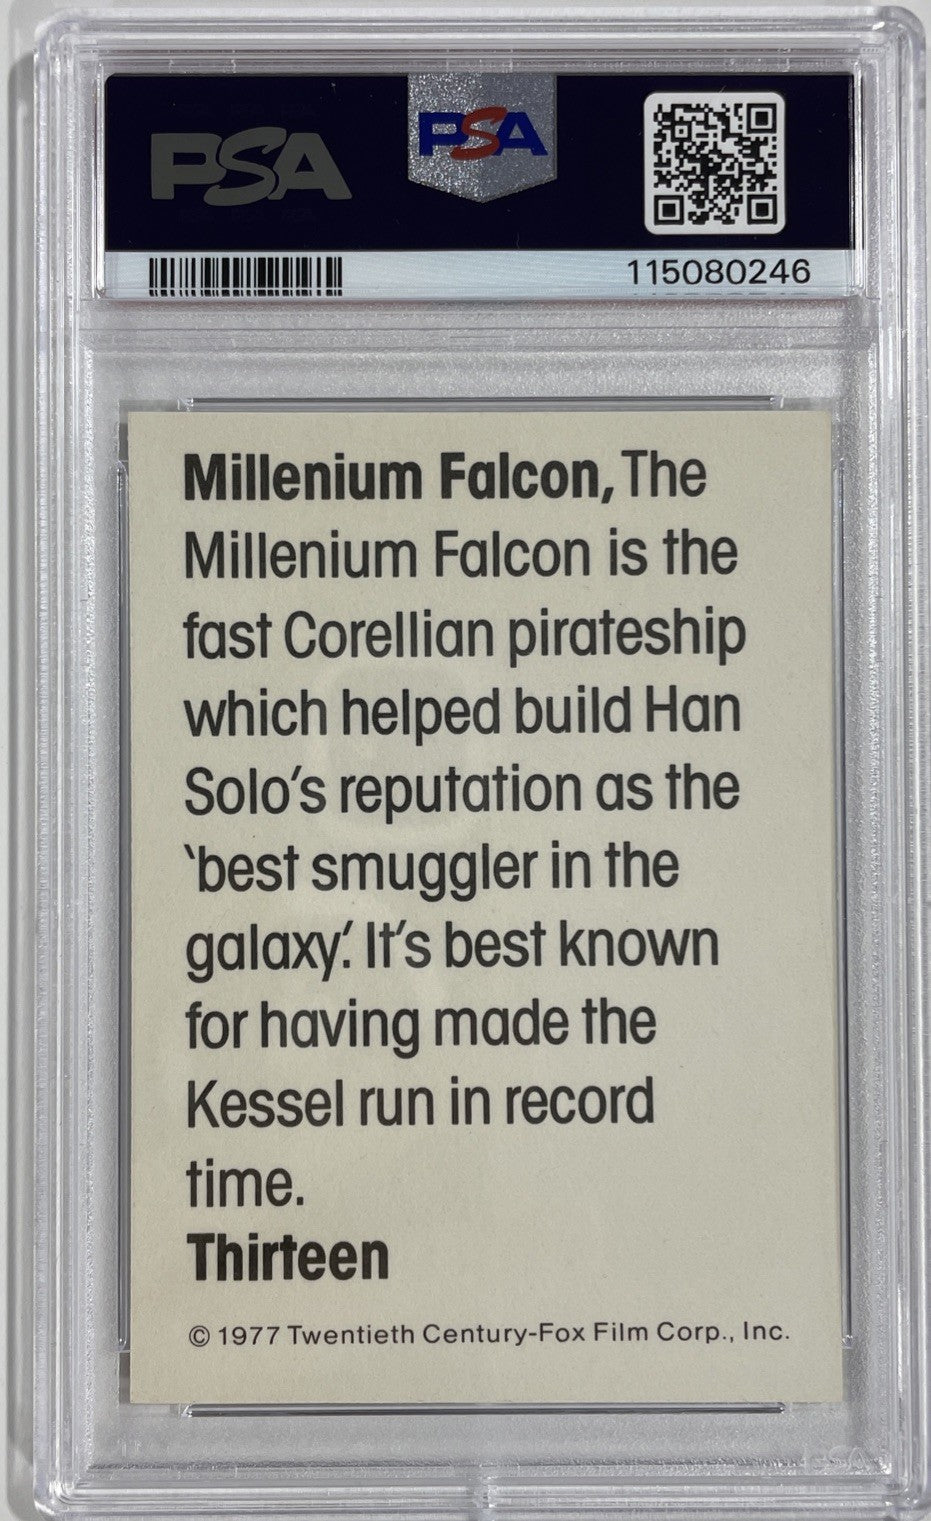 PSA
PSA
115080246
Millenium Falcon, The
Millenium Falcon is the
fast Corellian pirateship
which helped build Han
Solo's reputation as the
‵best smuggler in the
galaxy.' It's best known
for having made the
Kessel run in record
time.
Thirteen
© 1977 Twentieth Century-Fox Film Corp., Inc.